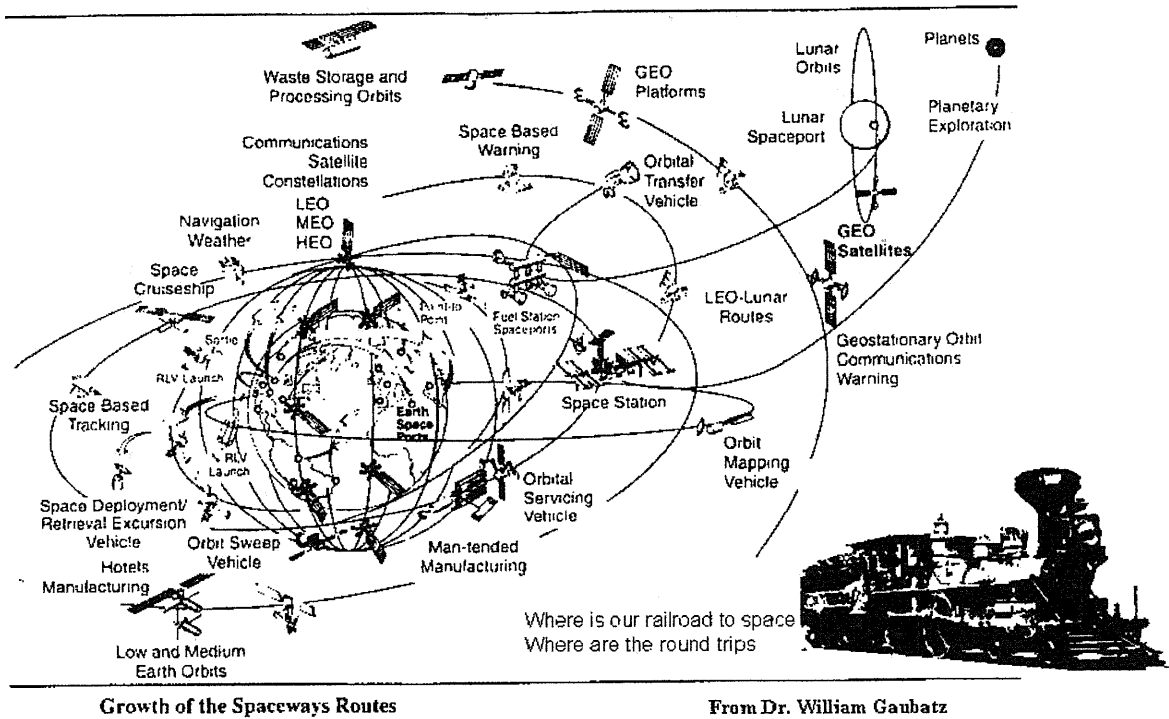 Waste Storage and
Processing Orbits
GEO
Platforms
Lunar
Orbits
Planets
Lunar
Spaceport
Planetary
Exploration
Communications
Satellite
Constellations
LEO
MEO
HEO
Space Based
Warning
Orbital
Transfer
Vehicle
Navigation
Weather
GEO
Satellites
Space
Cruiseship
Point-to
Point
Fuel Station
Spaceports
LEO-Lunar
Routes
Sortie
RLV Launch
Geostationary Orbit
Communications
Warning
Space Based
Tracking
Earth
Space
Ports
Space Station
RLV
Launch
Orbit
Mapping
Vehicle
Space Deployment/
Retrieval Excursion
Vehicle
Orbit Sweep
Vehicle
Orbital
Servicing
Vehicle
Man-tended
Manufacturing
Hotels
Manufacturing
Low and Medium
Earth Orbits
Where is our railroad to space
Where are the round trips
Growth of the Spaceways Routes
From Dr. William Gaubatz